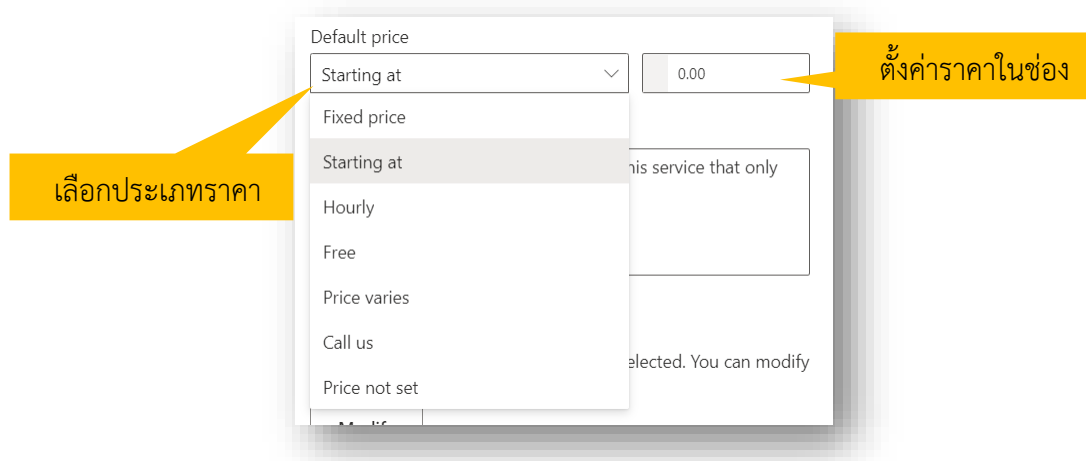 Default price
Starting at
0.00
ตั้งค่าราคาในช่อง
Fixed price
Starting at
เลือกประเภทราคา
his service that only
Hourly
Free
Price varies
Call us
elected. You can modify
Price not set